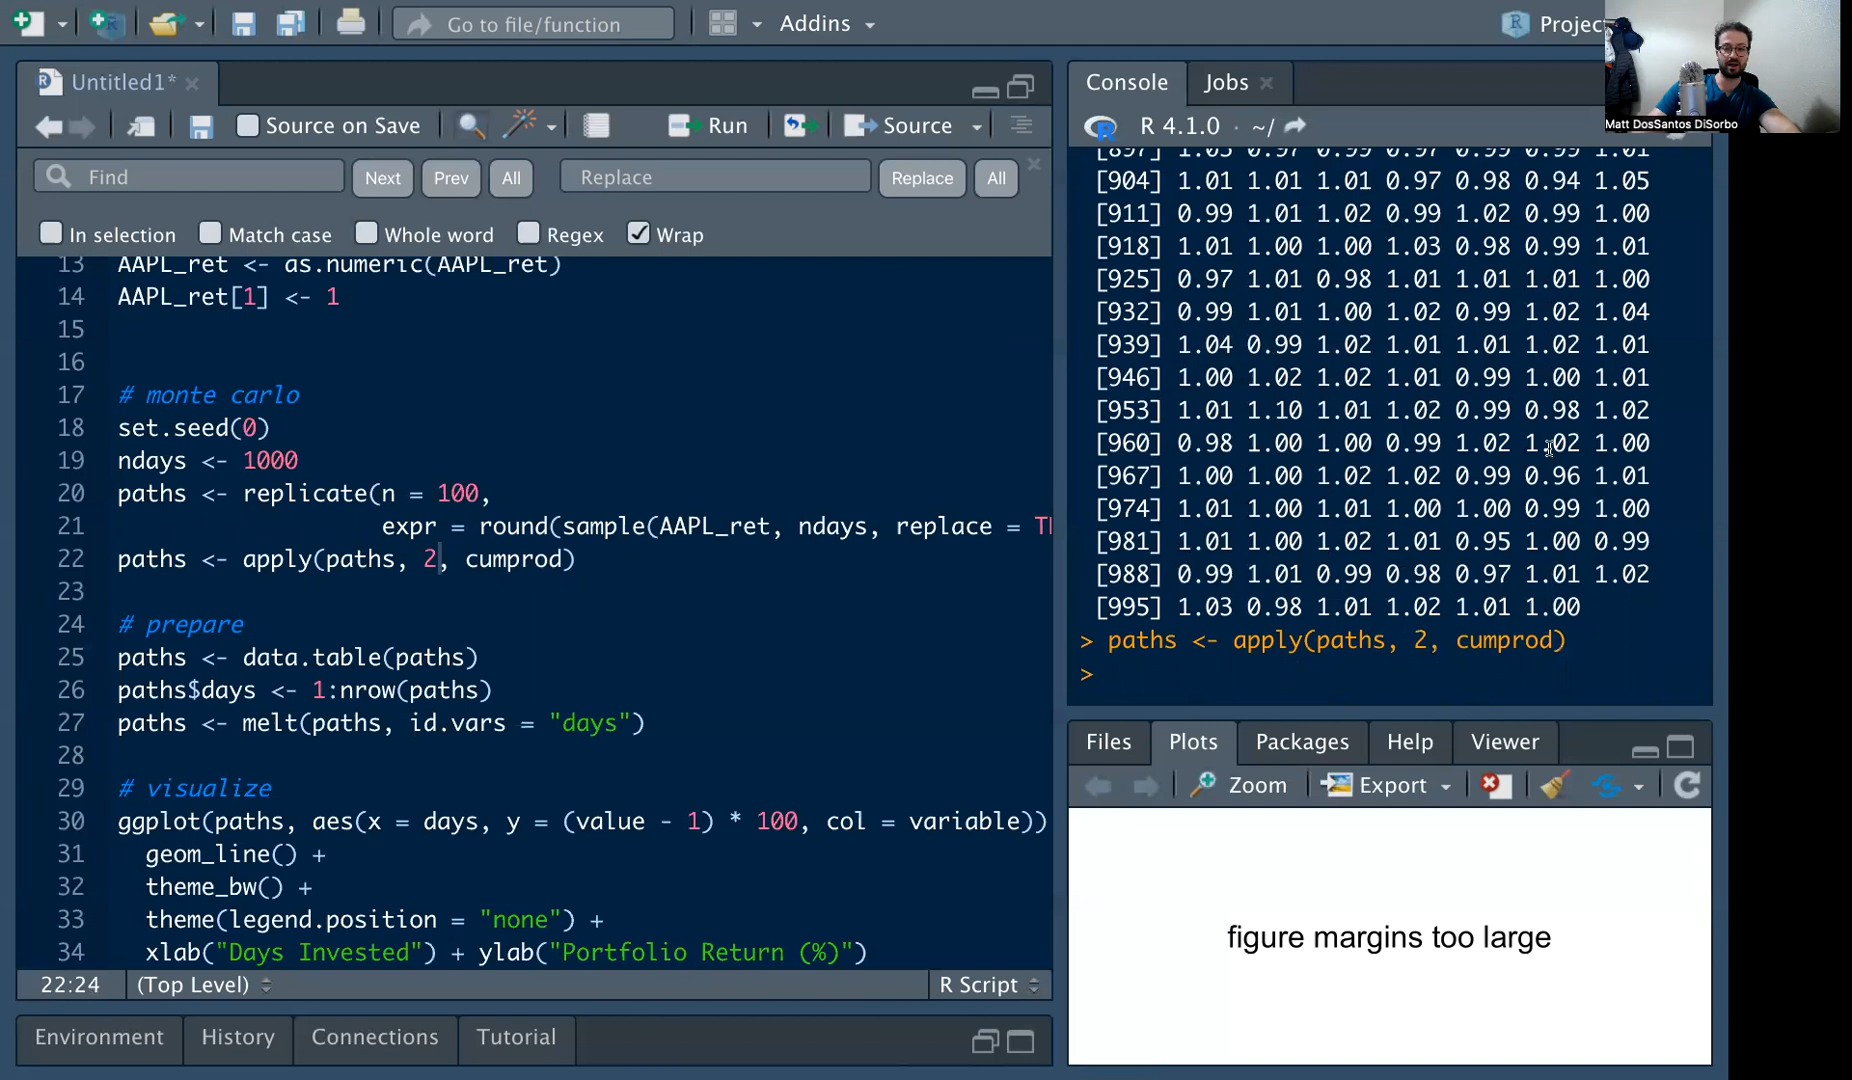 Go to file/function
Addins
Matt DosSantos DiSorbo
Untitled1*
Source on Save
Run
Source
Find
Next
Prev
All
Replace
Replace
All
In selection
Match case
Whole word
Regex
Wrap
13 AAPL_ret <- as.numeric(AAPL_ret)
14 AAPL_ret[1] <- 1
15
16
17 # monte carlo
18 set.seed(0)
19 ndays <- 1000
20 paths <- replicate(n = 100,
21 expr = round(sample(AAPL_ret, ndays, replace =
22 paths <- apply(paths, 2, cumprod)
23
24 # prepare
25 paths <- data.table(paths)
26 paths$days <- 1:nrow(paths)
27 paths <- melt(paths, id.vars = "days")
28
29 # visualize
30 ggplot(paths, aes(x = days, y = (value - 1) * 100, col = variable))
31 geom_line() +
32 theme_bw() +
33 theme(legend.position = "none") +
34 xlab("Days Invested") + ylab("Portfolio Return (%)")
22:24
(Top Level)
R Script
Environment
History
Connections
Tutorial
Console
Jobs
R 4.1.0 · ~/
[897] 1.03 0.97 0.99 0.97 0.99 0.99 1.01
[904] 1.01 1.01 1.01 0.97 0.98 0.94 1.05
[911] 0.99 1.01 1.02 0.99 1.02 0.99 1.00
[918] 1.01 1.00 1.00 1.03 0.98 0.99 1.01
[925] 0.97 1.01 0.98 1.01 1.01 1.01 1.00
[932] 0.99 1.01 1.00 1.02 0.99 1.02 1.04
[939] 1.04 0.99 1.02 1.01 1.01 1.02 1.01
[946] 1.00 1.02 1.02 1.01 0.99 1.00 1.01
[953] 1.01 1.10 1.01 1.02 0.99 0.98 1.02
[960] 0.98 1.00 1.00 0.99 1.02 1.02 1.00
[967] 1.00 1.00 1.02 1.02 0.99 0.96 1.01
[974] 1.01 1.00 1.01 1.00 1.00 0.99 1.00
[981] 1.01 1.00 1.02 1.01 0.95 1.00 0.99
[988] 0.99 1.01 0.99 0.98 0.97 1.01 1.02
[995] 1.03 0.98 1.01 1.02 1.01 1.00
> paths <- apply(paths, 2, cumprod)
>
Files
Plots
Packages
Help
Viewer
Zoom
Export
figure margins too large